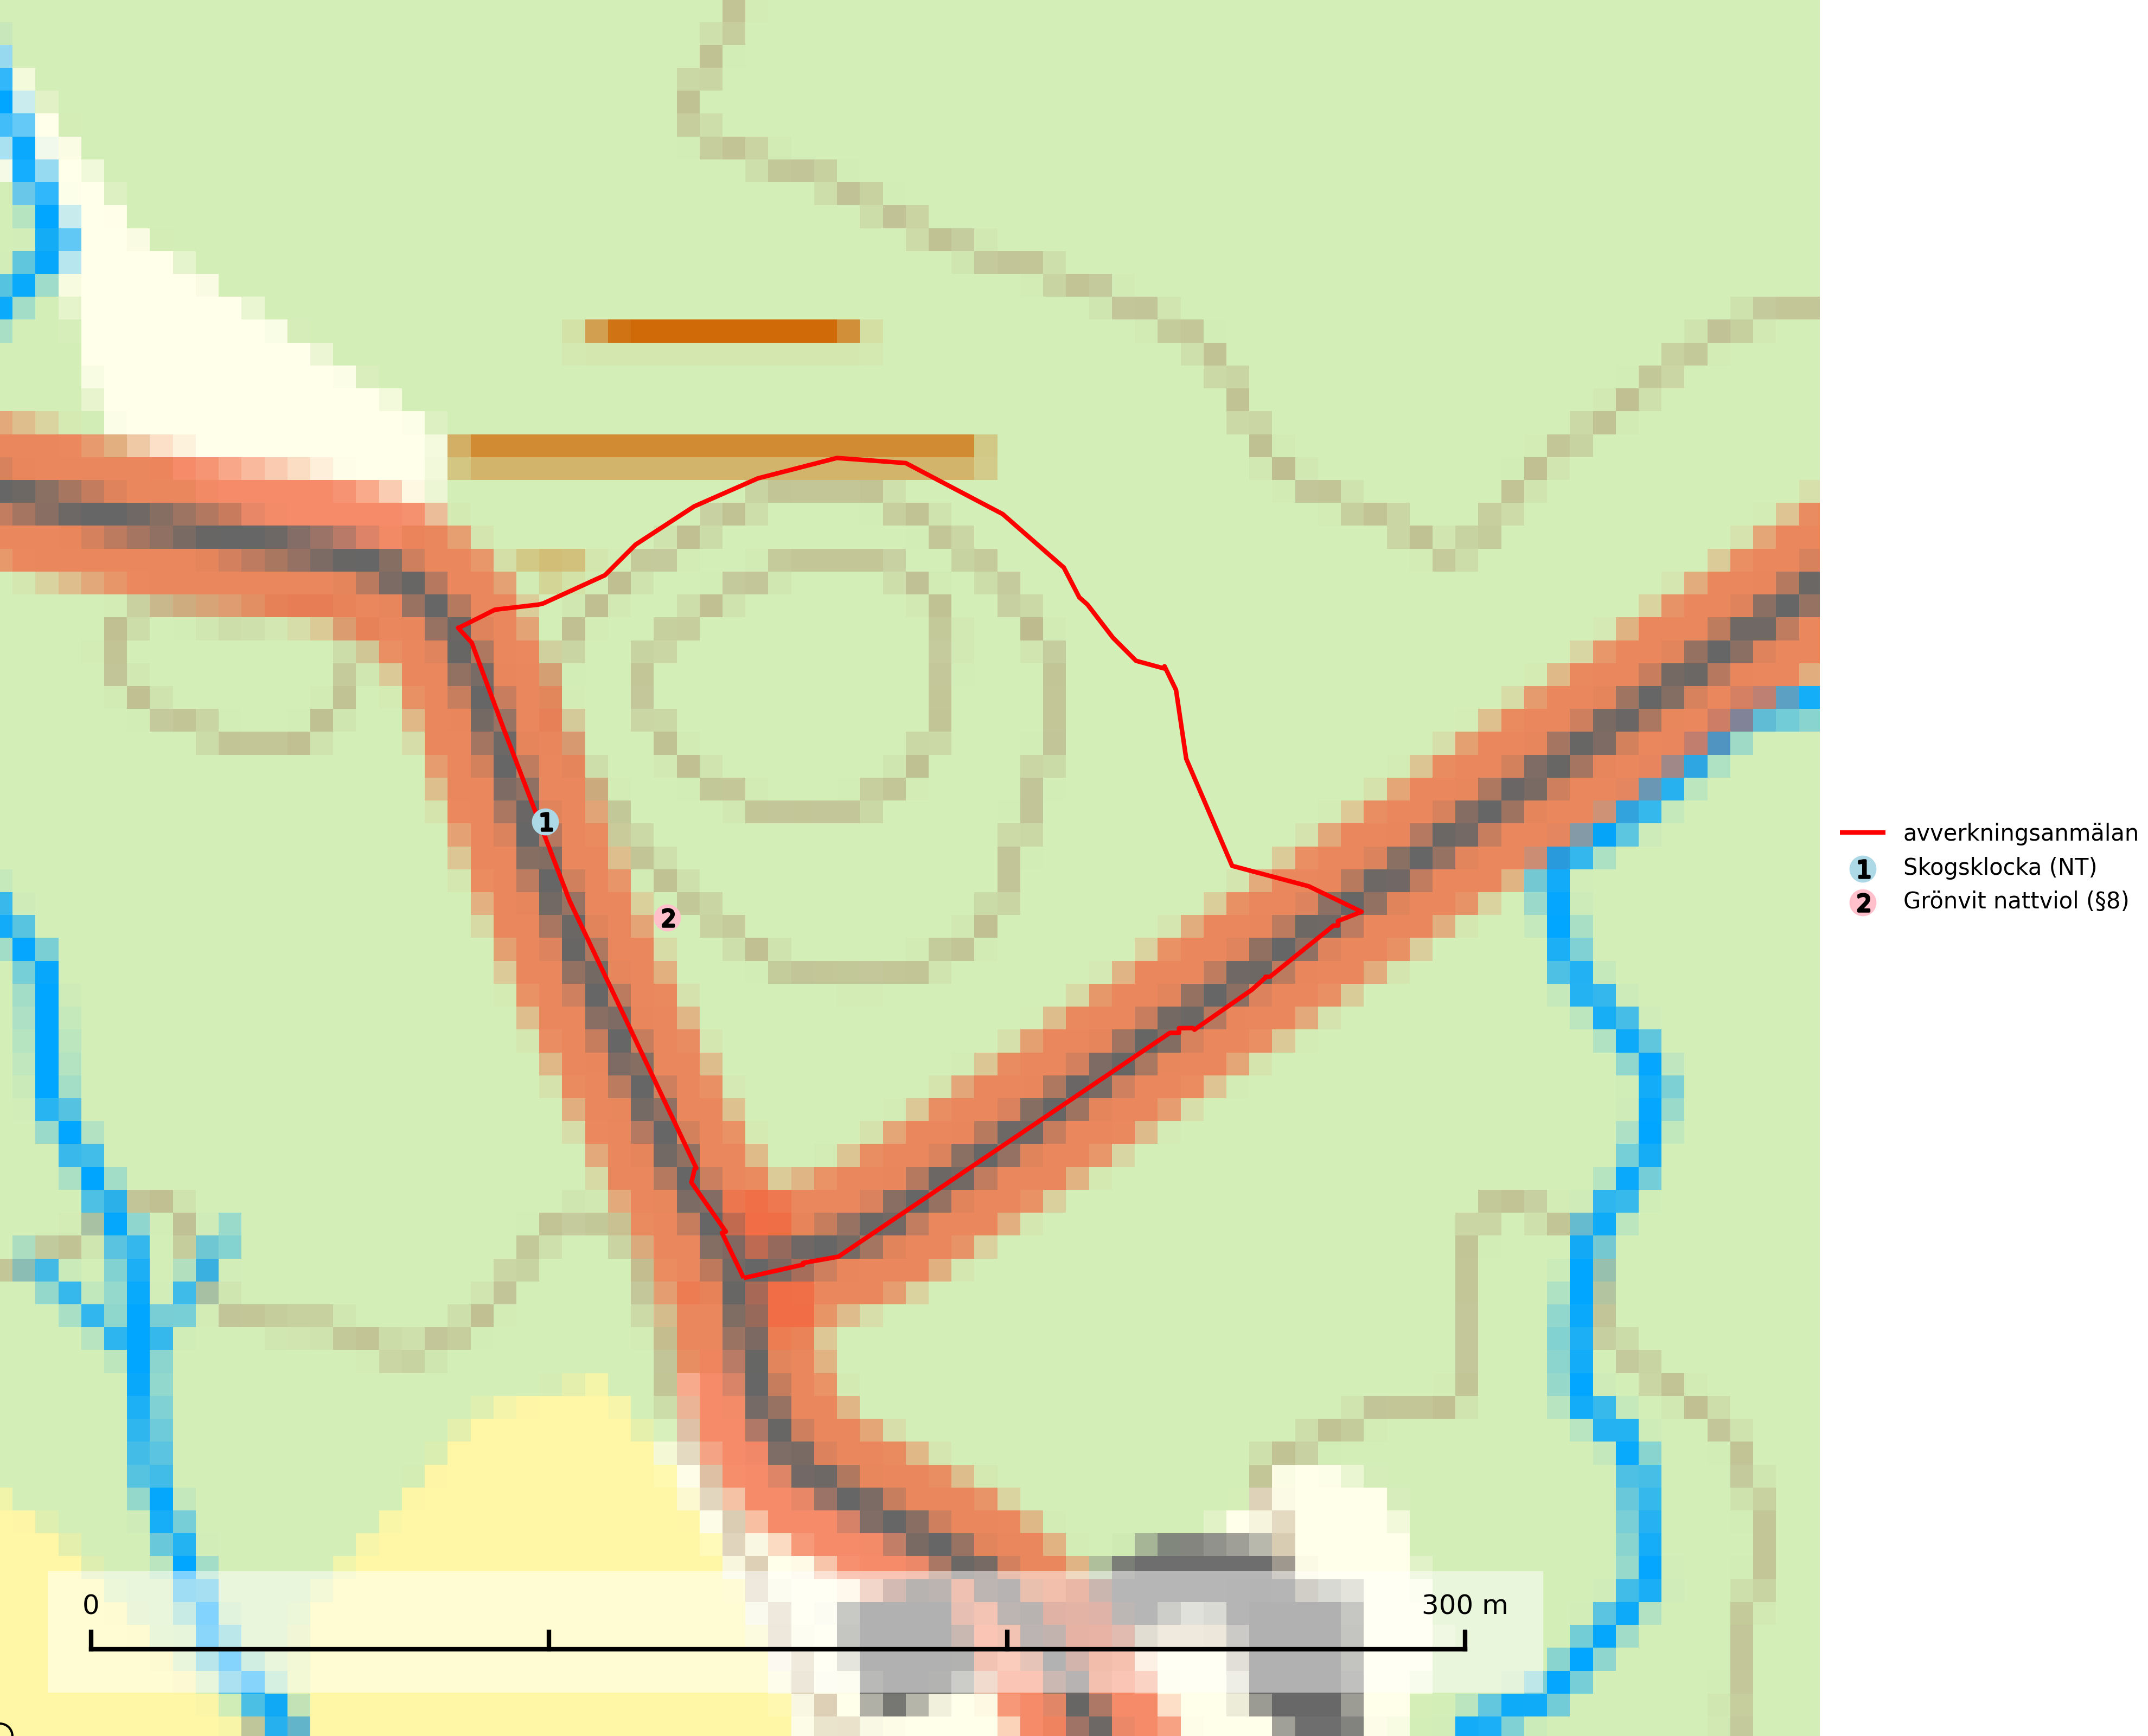 1
2
avverkningsanmälan
1 Skogsklocka (NT)
2 Grönvit nattviol (§8)
0 300 m